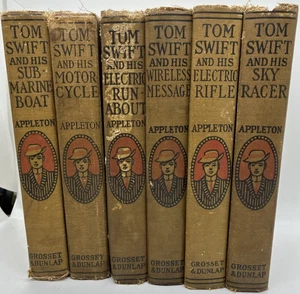 TOM
SWIFT
AND HIS
SUB-
MARINE
BOAT
APPLETON
GROSSET
& DUNLAP
TOM
SWIFT
AND HIS
MOTOR
CYCLE
APPLETON
GROSSET
& DUNLAP
TOM
SWIFT
AND HIS
ELECTRIC
RUN-
ABOUT
APPLETON
GROSSET
& DUNLAP
TOM
SWIFT
AND HIS
WIRELESS
MESSAGE
APPLETON
GROSSET
& DUNLAP
TOM
SWIFT
AND HIS
ELECTRIC
RIFLE
APPLETON
GROSSET
& DUNLAP
TOM
SWIFT
AND HIS
SKY
RACER
APPLETON
GROSSET
& DUNLAP